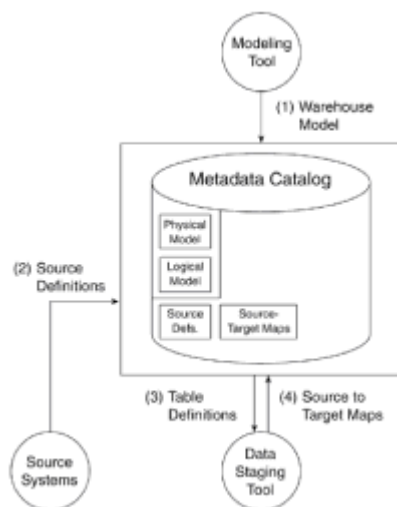 Modeling
Tool
(1) Warehouse
Model
Metadata Catalog
Physical
Model
Logical
Model
Source
Defs.
Source-
Target Maps
(2) Source
Definitions
(3) Table
Definitions
(4) Source to
Target Maps
Source
Systems
Data
Staging
Tool